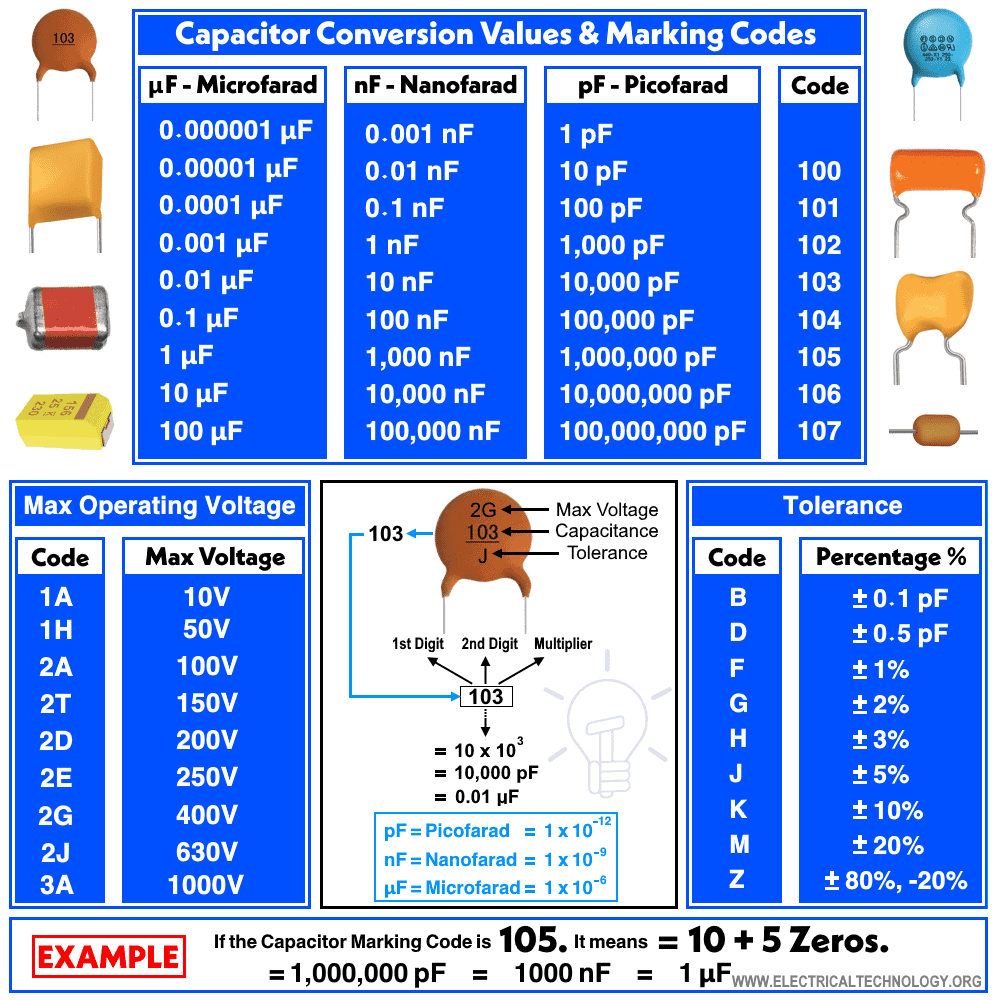 Capacitor Conversion Values & Marking Codes
µF - Microfarad nF - Nanofarad pF - Picofarad Code
0.000001 µF 0.001 nF 1 pF
0.00001 µF 0.01 nF 10 pF 100
0.0001 µF 0.1 nF 100 pF 101
0.001 µF 1 nF 1,000 pF 102
0.01 µF 10 nF 10,000 pF 103
0.1 µF 100 nF 100,000 pF 104
1 µF 1,000 nF 1,000,000 pF 105
10 µF 10,000 nF 10,000,000 pF 106
100 µF 100,000 nF 100,000,000 pF 107
103
156
25
230
Max Operating Voltage
Code Max Voltage
1A 10V
1H 50V
2A 100V
2T 150V
2D 200V
2E 250V
2G 400V
2J 630V
3A 1000V
2G Max Voltage
103 103 Capacitance
J Tolerance
1st Digit 2nd Digit Multiplier
103
= 10 x 10³
= 10,000 pF
= 0.01 µF
pF = Picofarad = 1 x 10⁻¹²
nF = Nanofarad = 1 x 10⁻⁹
µF = Microfarad = 1 x 10⁻⁶
Tolerance
Code Percentage %
B ± 0.1 pF
D ± 0.5 pF
F ± 1%
G ± 2%
H ± 3%
J ± 5%
K ± 10%
M ± 20%
Z ± 80%, -20%
EXAMPLE
If the Capacitor Marking Code is 105. It means = 10 + 5 Zeros.
= 1,000,000 pF = 1000 nF = 1 µF
WWW.ELECTRICALTECHNOLOGY.ORG